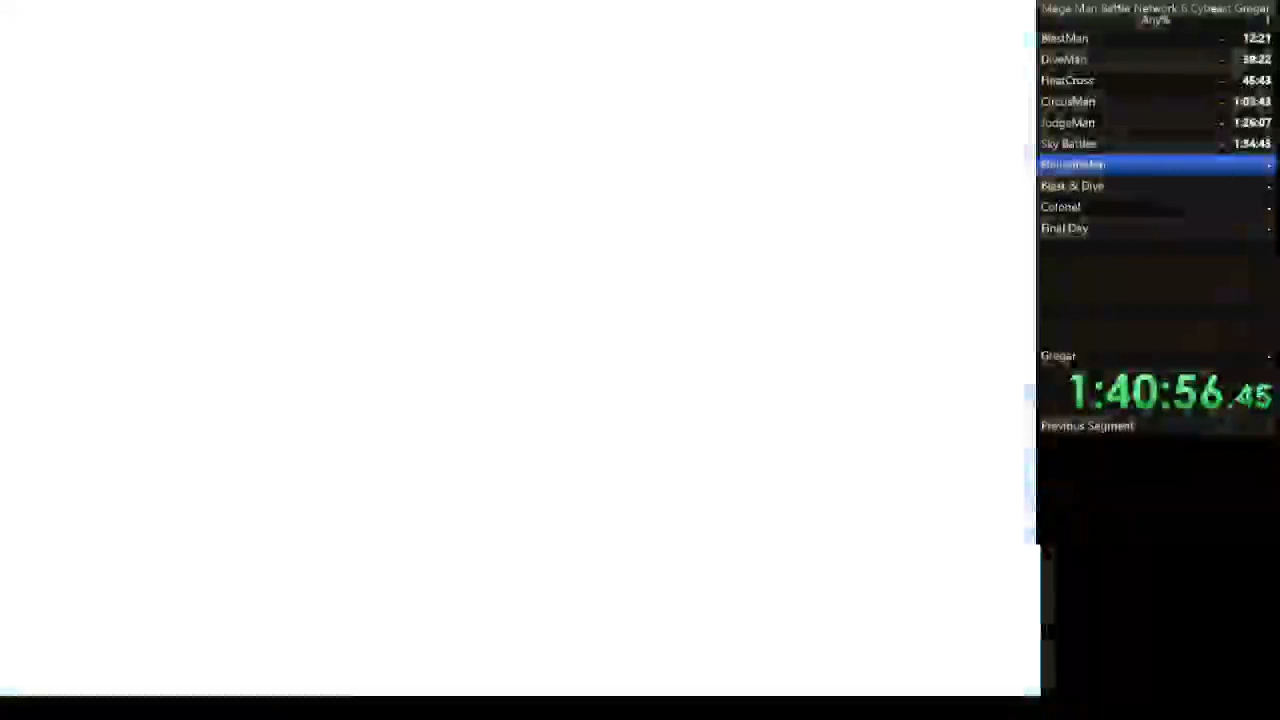 Mega Man Battle Network 6 Cybeast Gregar
Any% 1
BlastMan - 12:21
DiveMan - 39:22
HeatCross - 45:43
CircusMan - 1:03:43
JudgeMan - 1:26:07
Sky Battles - 1:34:43
Blast & Dive -
Colonel -
Final Day -
Gregar -
1:40:56.45
Previous Segment -